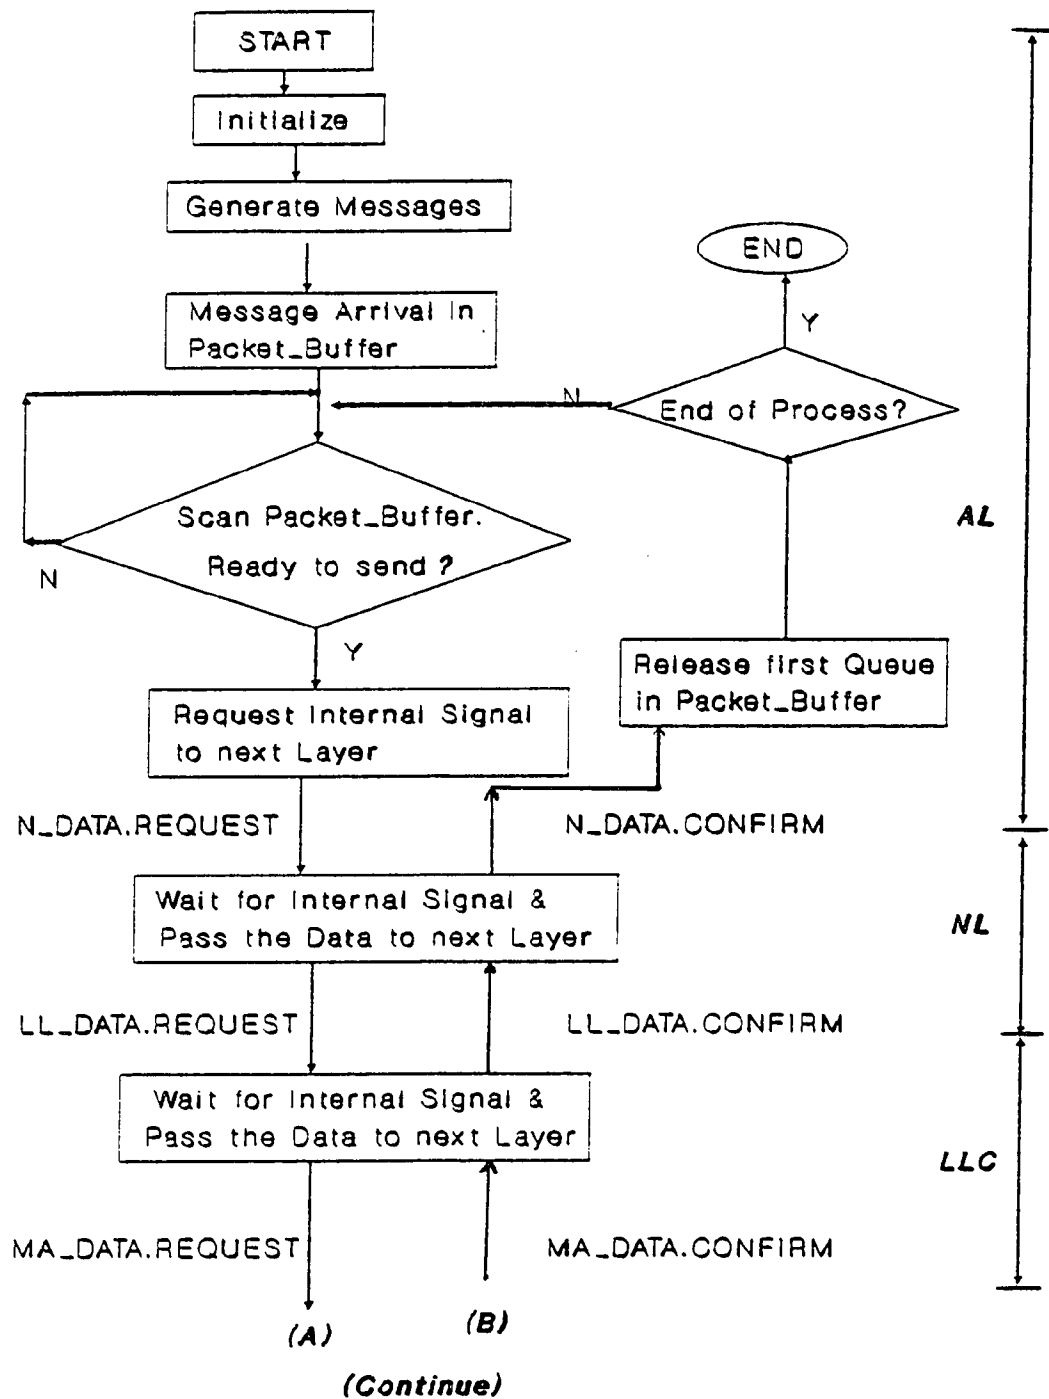 START
Initialize
Generate Messages
END
Message Arrival in
Packet_Buffer
Y
N
End of Process?
Scan Packet_Buffer.
Ready to send?
AL
N
Y
Release first Queue
in Packet_Buffer
Request Internal Signal
to next Layer
N_DATA.REQUEST
N_DATA.CONFIRM
Wait for Internal Signal &
Pass the Data to next Layer
NL
LL_DATA.REQUEST
LL_DATA.CONFIRM
Wait for Internal Signal &
Pass the Data to next Layer
LLC
MA_DATA.REQUEST
MA_DATA.CONFIRM
(A)
(B)
(Continue)